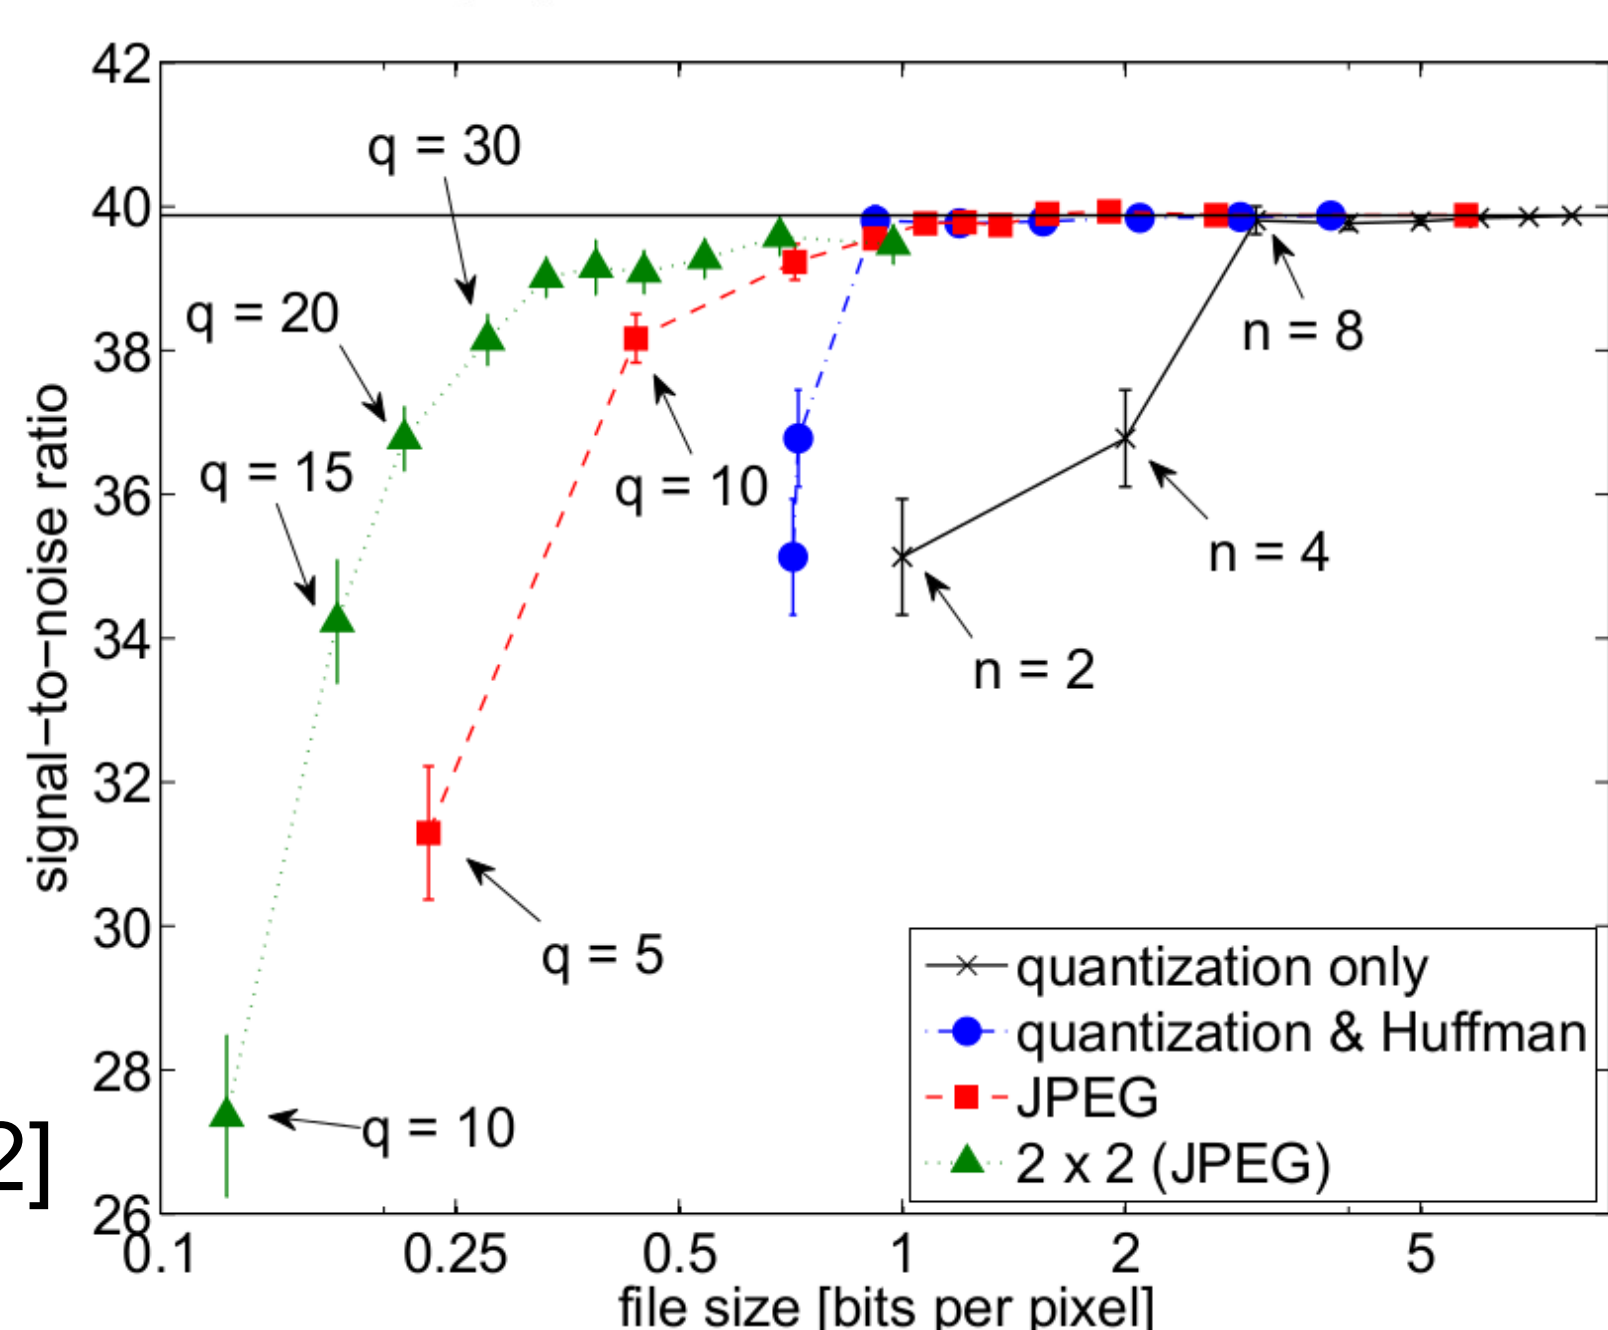 42
40
38
36
34
32
30
28
26
signal-to-noise ratio
q = 30
q = 20
q = 15
q = 10
q = 10
q = 5
n = 8
n = 4
n = 2
quantization only
quantization & Huffman
JPEG
2 x 2 (JPEG)
2]
0.1 0.25 0.5 1 2 5
file size [bits per pixel]